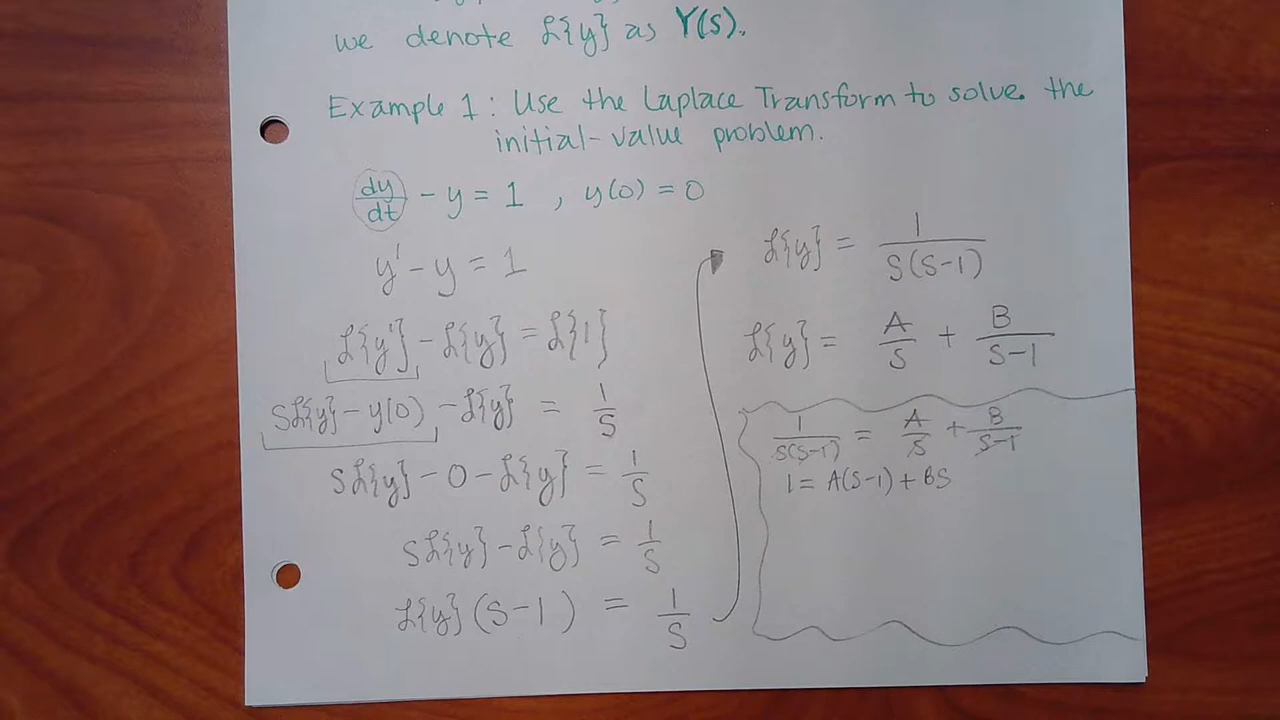 we denote ℒ{y} as Y(s).
Example 1: Use the Laplace Transform to solve the
initial-value problem.
dy/dt - y = 1 , y(0) = 0
y' - y = 1
ℒ{y'} - ℒ{y} = ℒ{1}
sℒ{y} - y(0) - ℒ{y} = 1/s
sℒ{y} - 0 - ℒ{y} = 1/s
sℒ{y} - ℒ{y} = 1/s
ℒ{y}(s-1) = 1/s
ℒ{y} = 1/(s(s-1))
ℒ{y} = A/s + B/(s-1)
1/(s(s-1)) = A/s + B/(s-1)
1 = A(s-1) + Bs